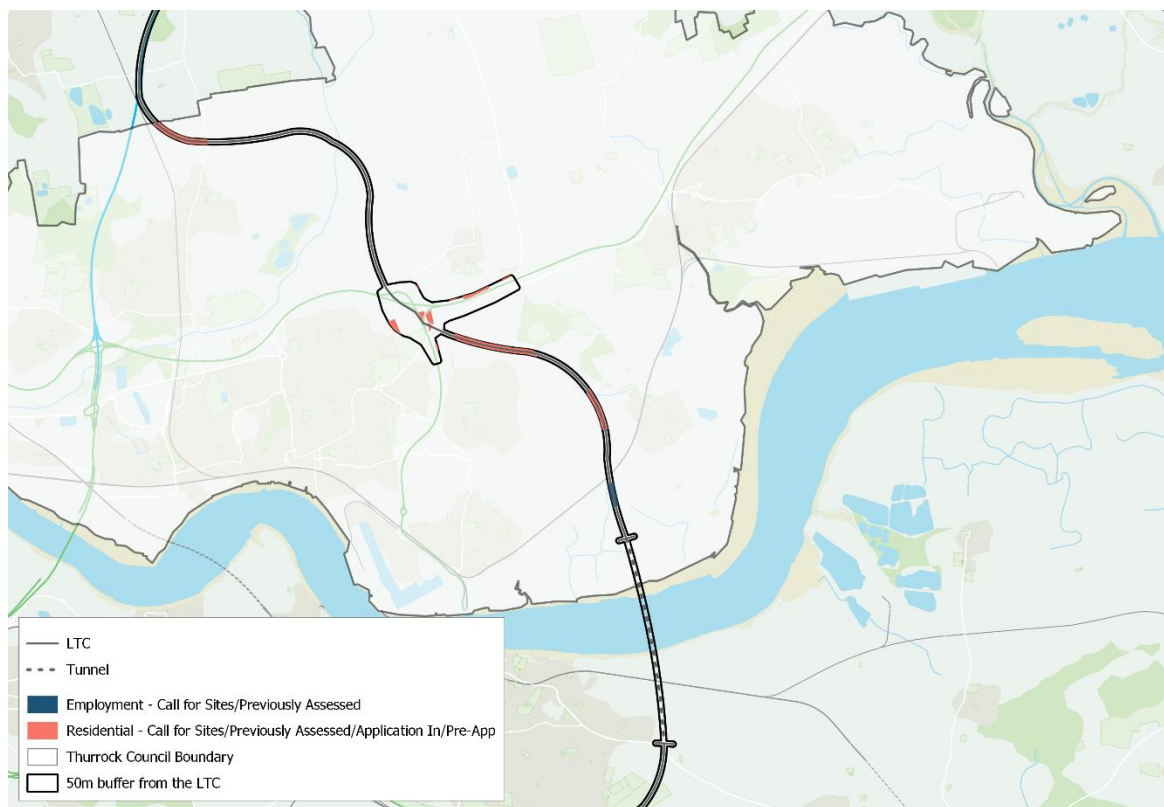 LTC
Tunnel
Employment - Call for Sites/Previously Assessed
Residential - Call for Sites/Previously Assessed/Application In/Pre-App
Thurrock Council Boundary
50m buffer from the LTC